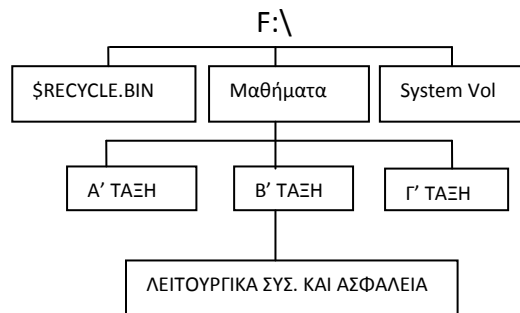 F:\
$RECYCLE.BIN
Μαθήματα
System Vol
Α’ ΤΑΞΗ
Β’ ΤΑΞΗ
Γ’ ΤΑΞΗ
ΛΕΙΤΟΥΡΓΙΚΑ ΣΥΣ. ΚΑΙ ΑΣΦΑΛΕΙΑ